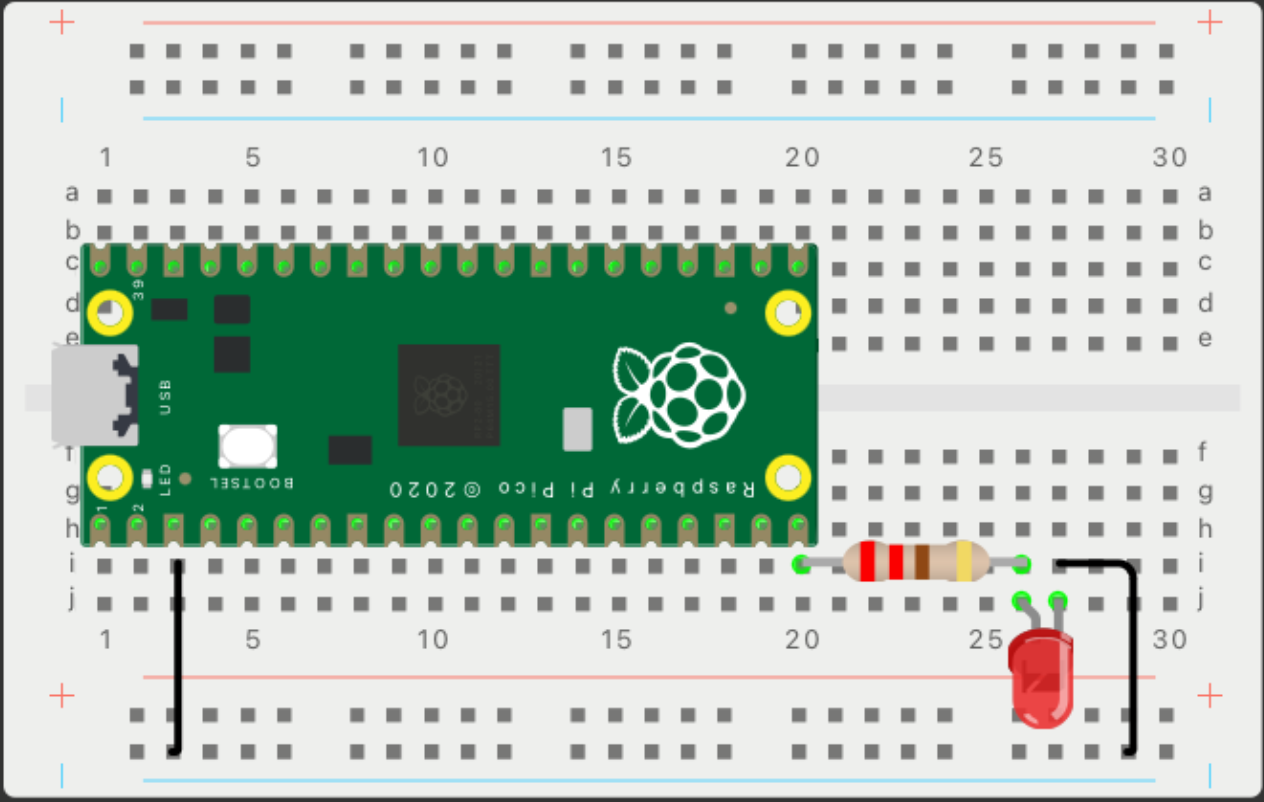 + +
1 5 10 15 20 25 30
a a
b b
c c
39
d d
e e
USB
f f
LED BOOTSEL
Raspberry Pi Pico © 2020
g g
1 2
h h
i i
j j
1 5 10 15 20 25 30
+ +